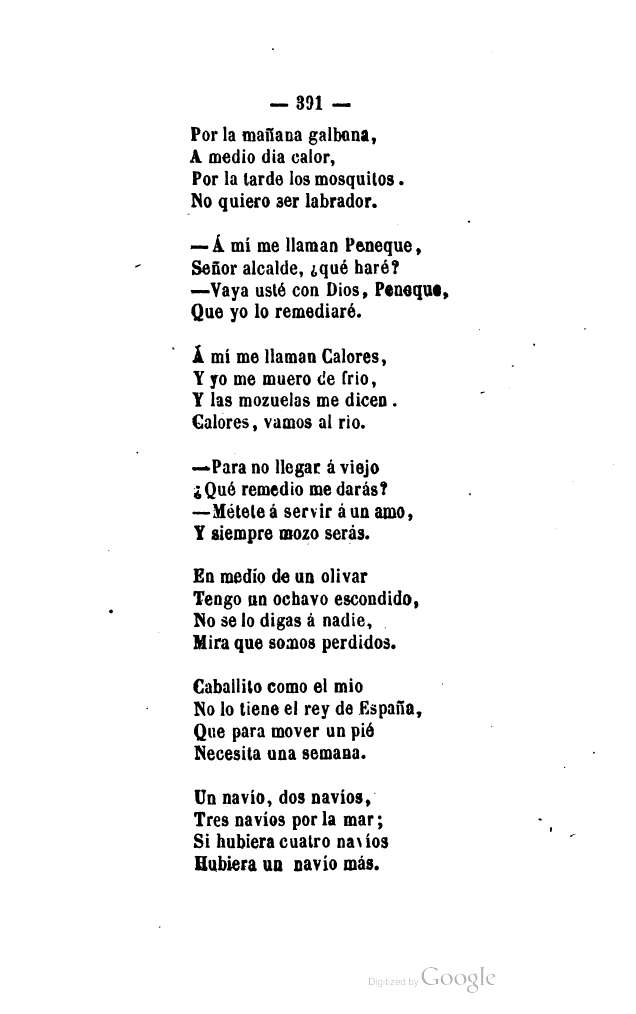 — 391 —
Por la mañana galbana,
A medio dia calor,
Por la tarde los mosquitos.
No quiero ser labrador.
—Á mí me llaman Peneque,
Señor alcalde, ¿qué haré?
—Vaya usté con Dios, Peneque,
Que yo lo remediaré.
Á mí me llaman Calores,
Y yo me muero de frio,
Y las mozuelas me dicen.
Calores, vamos al rio.
—Para no llegar á viejo
¿Qué remedio me darás?
—Métete á servir á un amo,
Y siempre mozo serás.
En medío de un olivar
Tengo un ochavo escondido,
No se lo digas á nadie,
Mira que somos perdidos.
Caballito como el mio
No lo tiene el rey de España,
Que para mover un pié
Necesita una semana.
Un navío, dos navíos,
Tres navíos por la mar;
Si hubiera cuatro navíos
Hubiera un navío más.
Digitized by Google